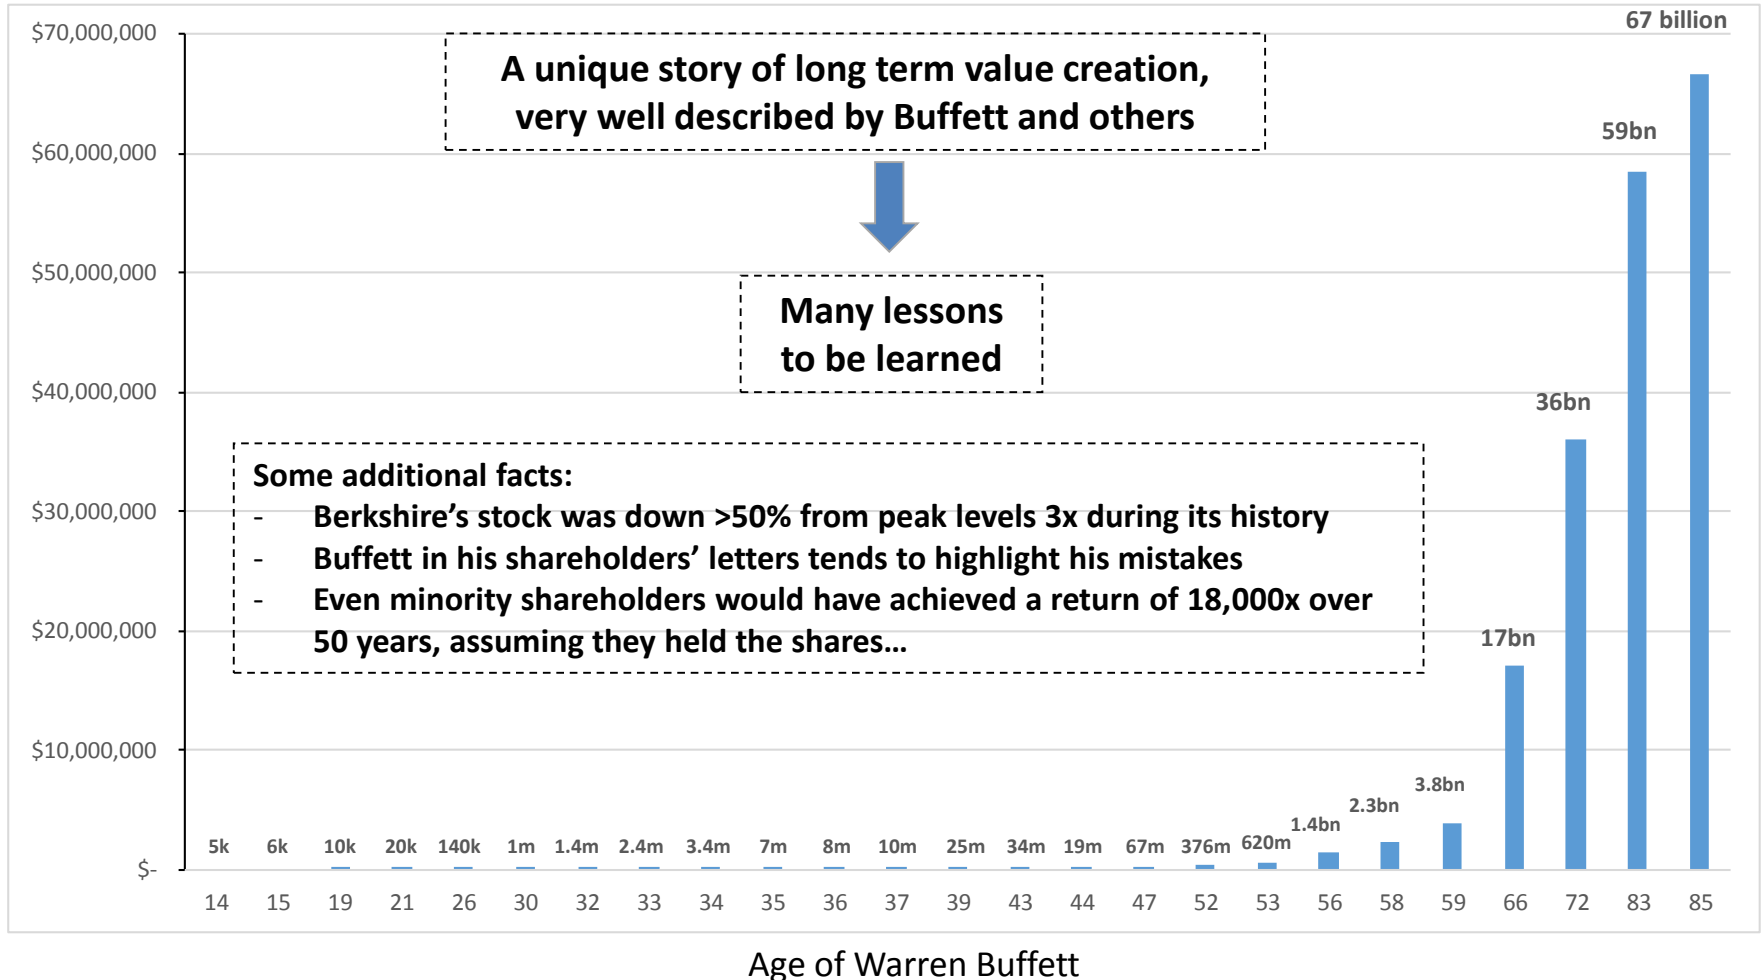 67 billion
$70,000,000
A unique story of long term value creation,
very well described by Buffett and others
59bn
$60,000,000
$50,000,000
Many lessons
to be learned
$40,000,000
36bn
Some additional facts:
- Berkshire’s stock was down >50% from peak levels 3x during its history
- Buffett in his shareholders’ letters tends to highlight his mistakes
- Even minority shareholders would have achieved a return of 18,000x over
50 years, assuming they held the shares…
$30,000,000
$20,000,000
17bn
$10,000,000
5k 6k 10k 20k 140k 1m 1.4m 2.4m 3.4m 7m 8m 10m 25m 34m 19m 67m 376m 620m 1.4bn 2.3bn 3.8bn
$-
14 15 19 21 26 30 32 33 34 35 36 37 39 43 44 47 52 53 56 58 59 66 72 83 85
Age of Warren Buffett